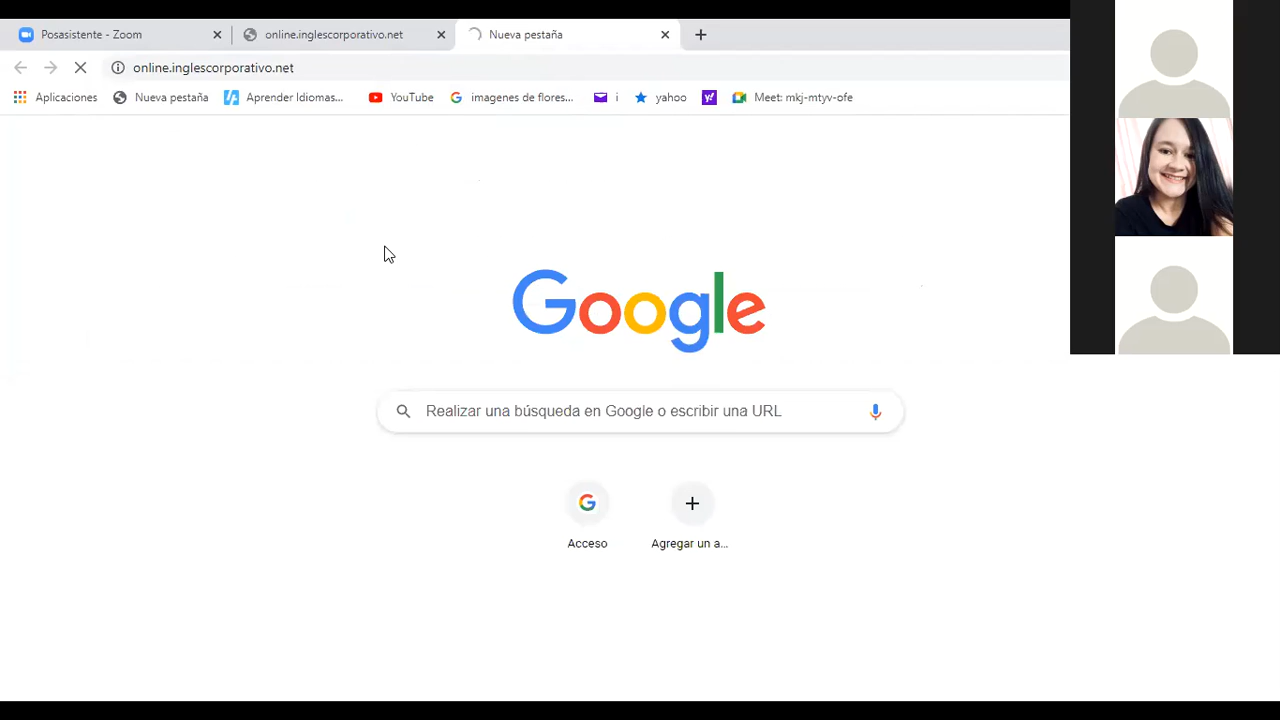 Posasistente - Zoom
online.inglescorporativo.net
Nueva pestaña
online.inglescorporativo.net
Aplicaciones
Nueva pestaña
Aprender Idiomas...
YouTube
imagenes de flores...
i
yahoo
Meet: mkj-mtyv-ofe
Google
Realizar una búsqueda en Google o escribir una URL
Acceso
Agregar un a...